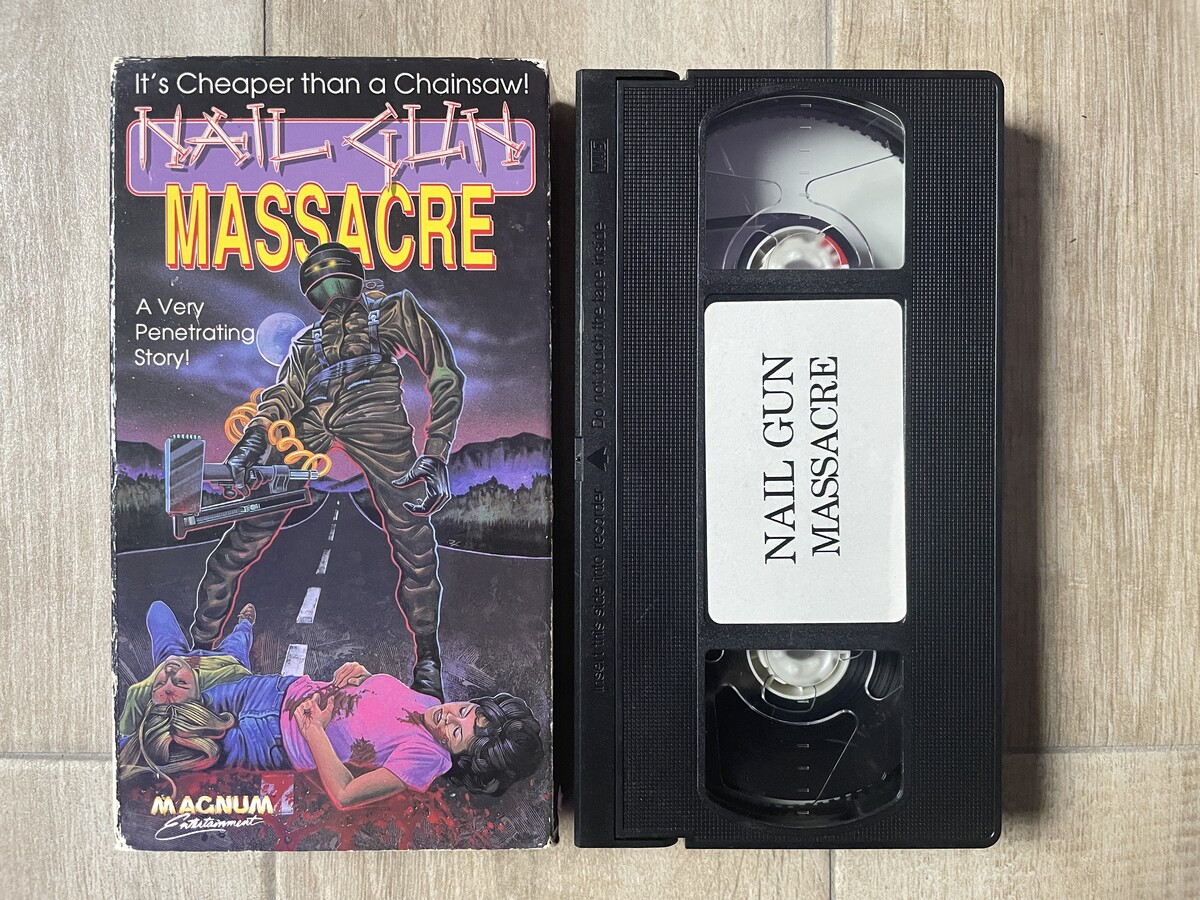 It's Cheaper than a Chainsaw!
NAIL GUN
MASSACRE
A Very
Penetrating
Story!
MAGNUM
Entertainment
VHS
Insert this side into recorder ▲ Do not touch the tape inside
NAIL GUN
MASSACRE